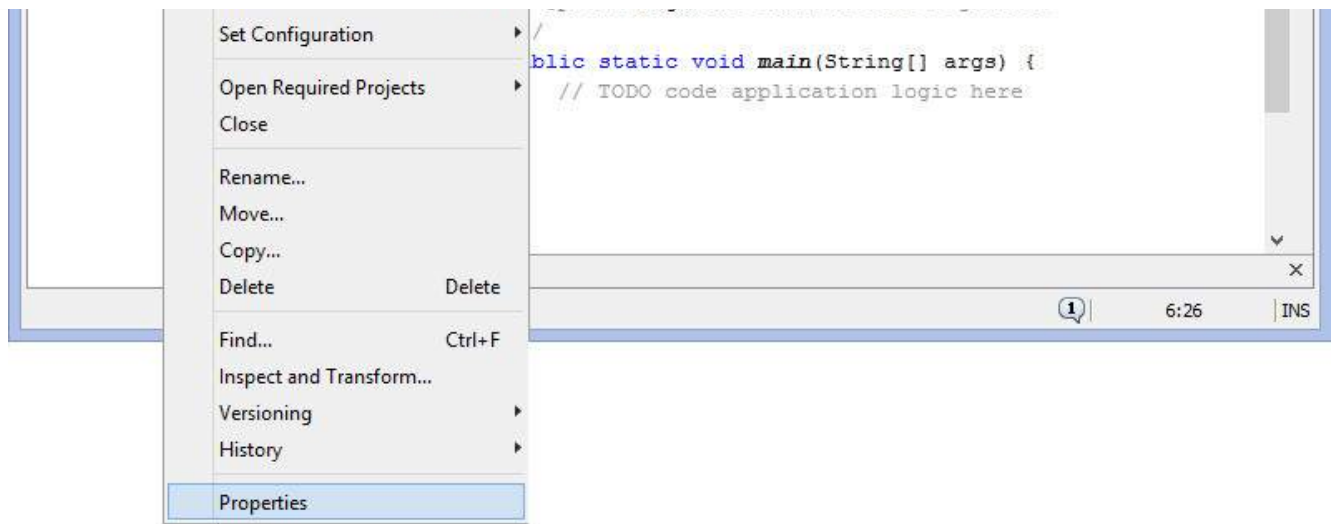 Set Configuration
/
blic static void main(String[] args) {
Open Required Projects
// TODO code application logic here
Close
Rename...
Move...
Copy...
Delete Delete
1 6:26 INS
Find... Ctrl+F
Inspect and Transform...
Versioning
History
Properties